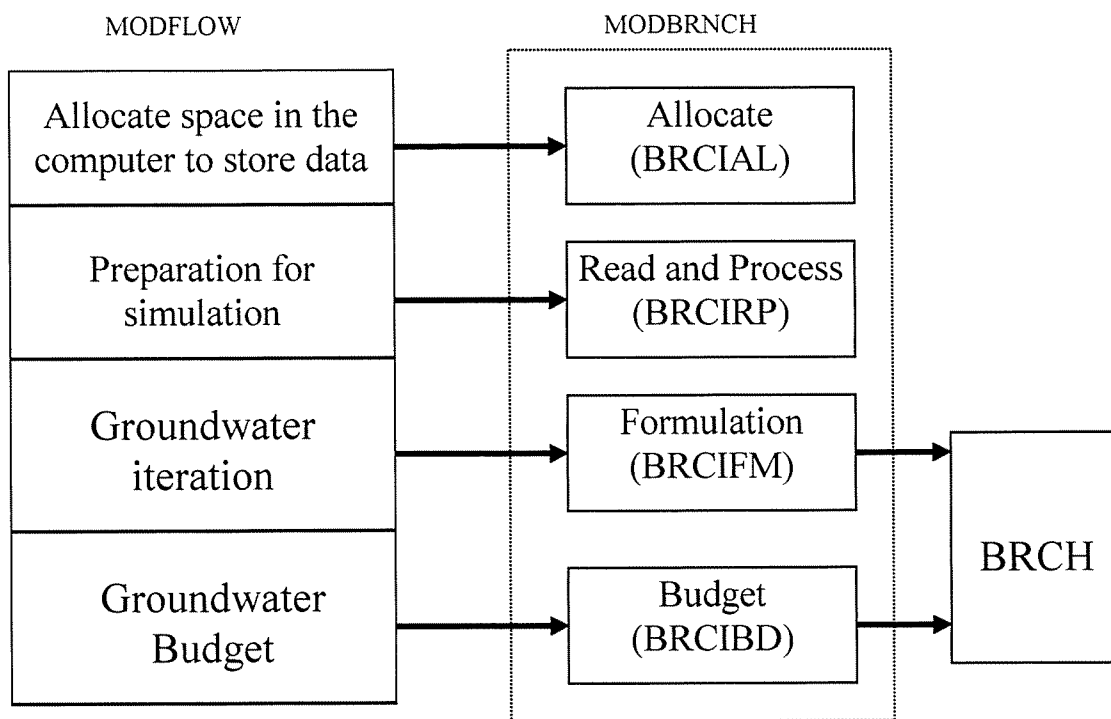 MODFLOW
MODBRNCH
Allocate space in the
computer to store data
Allocate
(BRCIAL)
Preparation for
simulation
Read and Process
(BRCIRP)
Groundwater
iteration
Formulation
(BRCIFM)
Groundwater
Budget
Budget
(BRCIBD)
BRCH